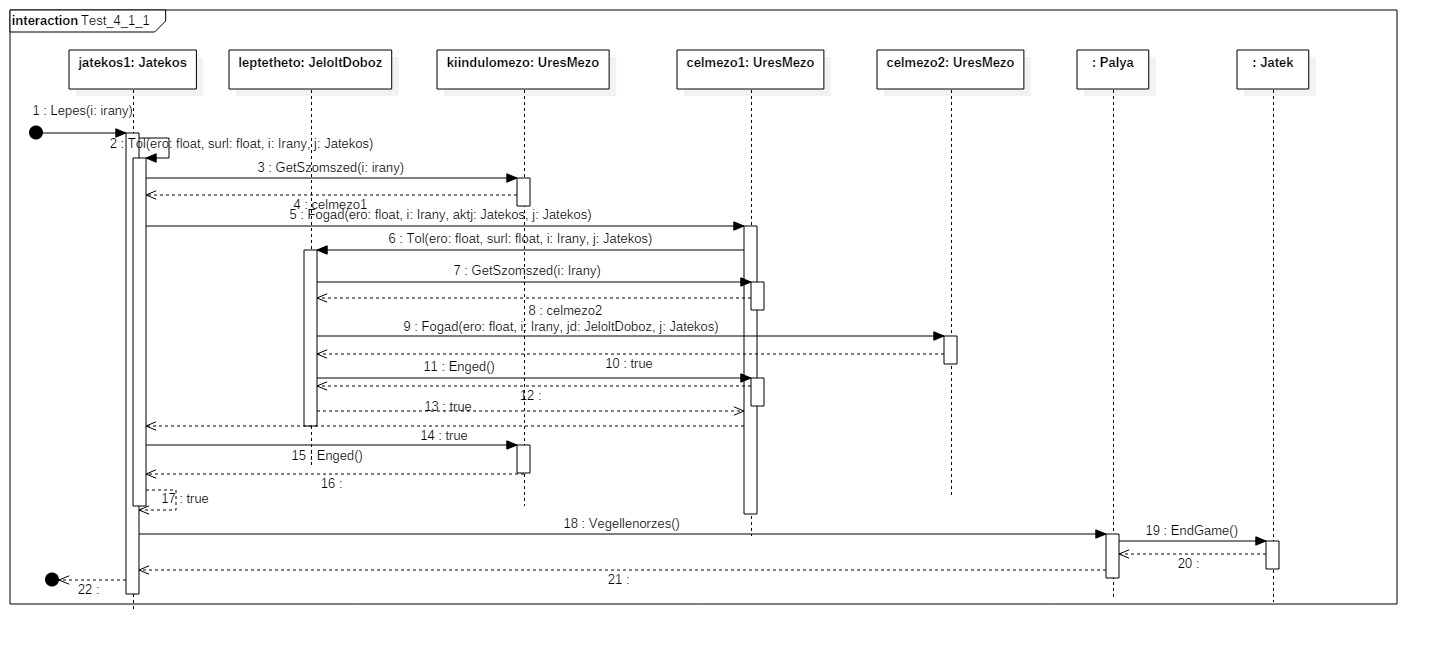 interaction Test_4_1_1
jatekos1: Jatekos
leptetheto: JeloltDoboz
kiindulomezo: UresMezo
celmezo1: UresMezo
celmezo2: UresMezo
: Palya
: Jatek
1 : Lepes(i: irany)
2 : Tol(ero: float, surl: float, i: Irany, j: Jatekos)
3 : GetSzomszed(i: irany)
4 : celmezo1
5 : Fogad(ero: float, i: Irany, aktj: Jatekos, j: Jatekos)
6 : Tol(ero: float, surl: float, i: Irany, j: Jatekos)
7 : GetSzomszed(i: Irany)
8 : celmezo2
9 : Fogad(ero: float, i: Irany, jd: JeloltDoboz, j: Jatekos)
10 : true
11 : Enged()
12 :
13 : true
14 : true
15 : Enged()
16 :
17 : true
18 : Vegellenorzes()
19 : EndGame()
20 :
21 :
22 :